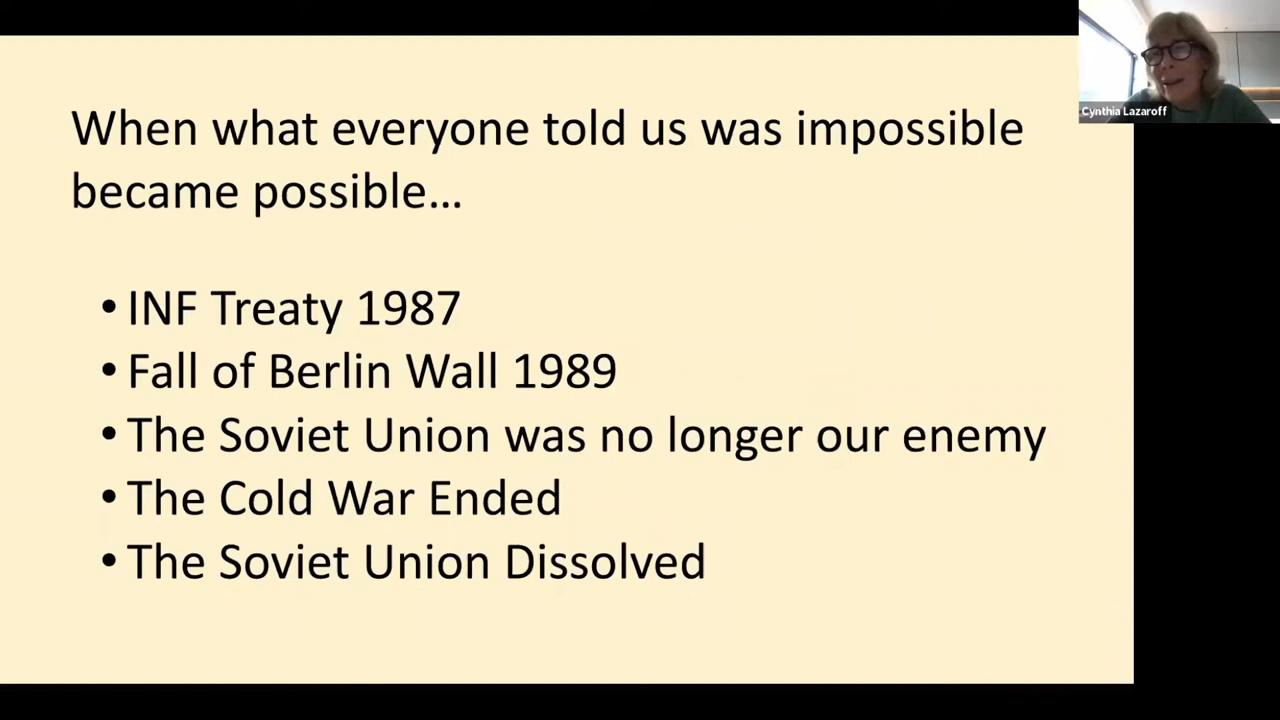 When what everyone told us was impossible
became possible...
• INF Treaty 1987
• Fall of Berlin Wall 1989
• The Soviet Union was no longer our enemy
• The Cold War Ended
• The Soviet Union Dissolved
Cynthia Lazaroff